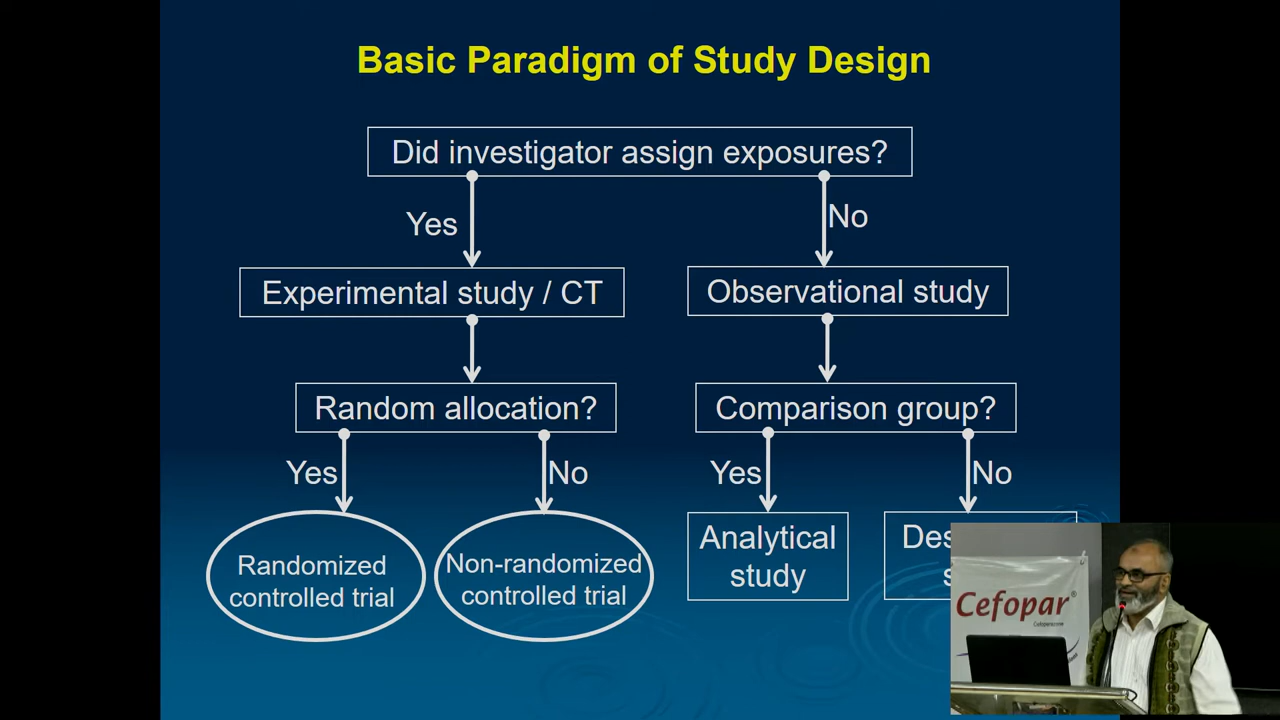 Basic Paradigm of Study Design
Did investigator assign exposures?
Yes
No
Experimental study / CT
Observational study
Random allocation?
Comparison group?
Yes
No
Yes
No
Randomized
controlled trial
Non-randomized
controlled trial
Analytical
study
Cefopar®
Cefoperazone